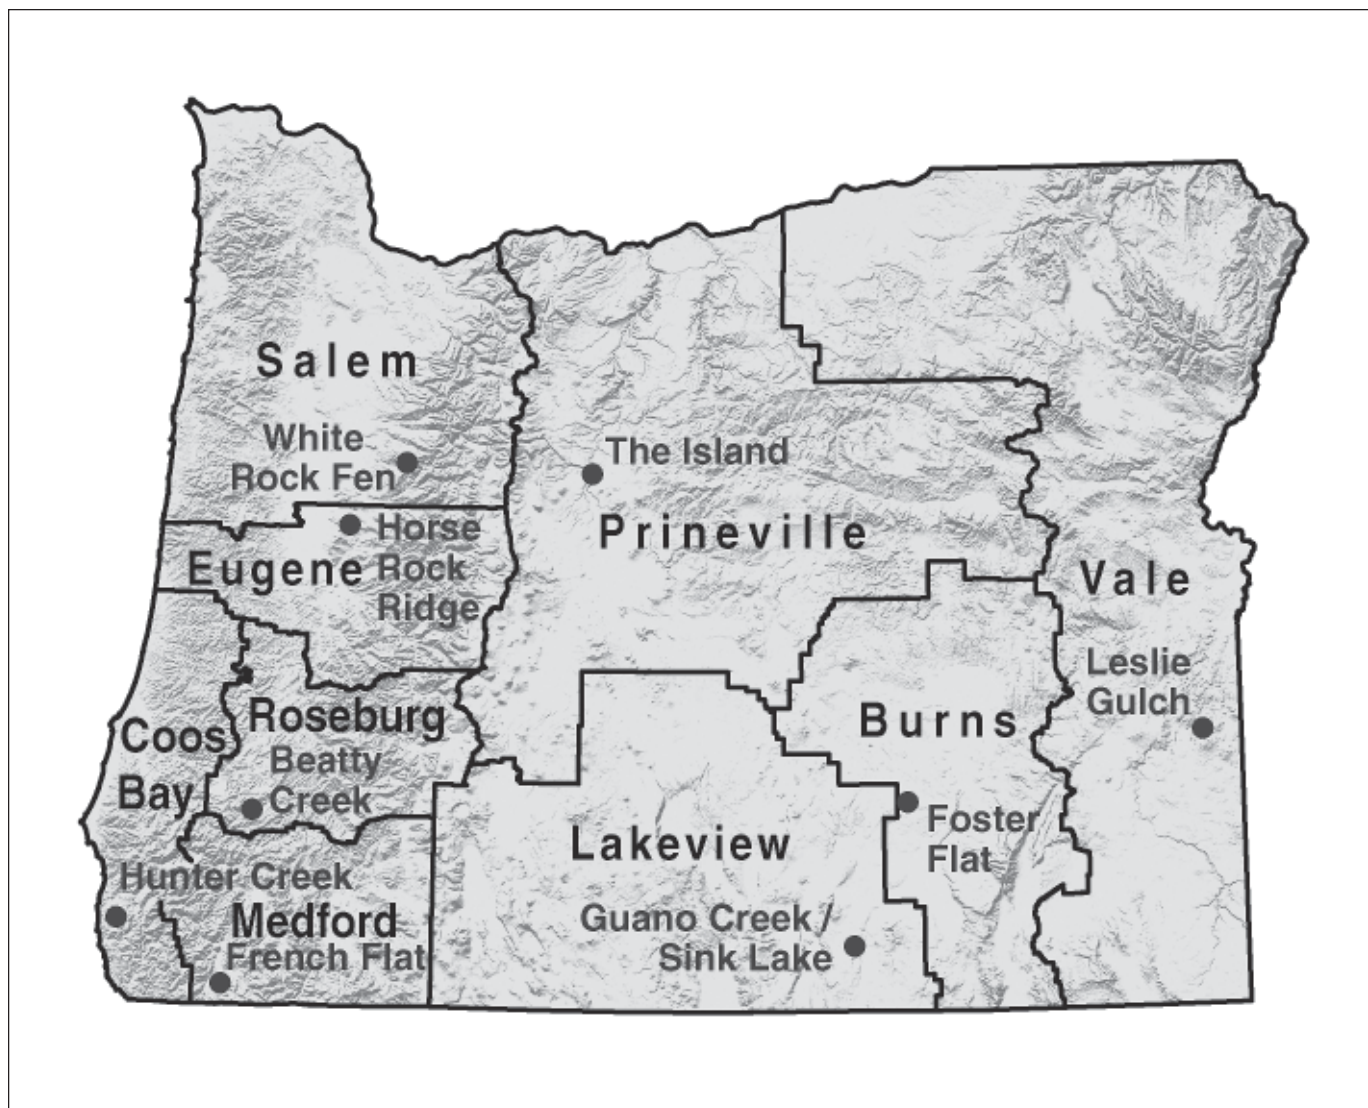 Salem
White
Rock Fen
The Island
Prineville
Horse
Rock
Ridge
Eugene
Vale
Leslie
Gulch
Coos
Bay
Roseburg
Beatty
Creek
Burns
Foster
Flat
Lakeview
Guano Creek /
Sink Lake
Hunter Creek
Medford
French Flat